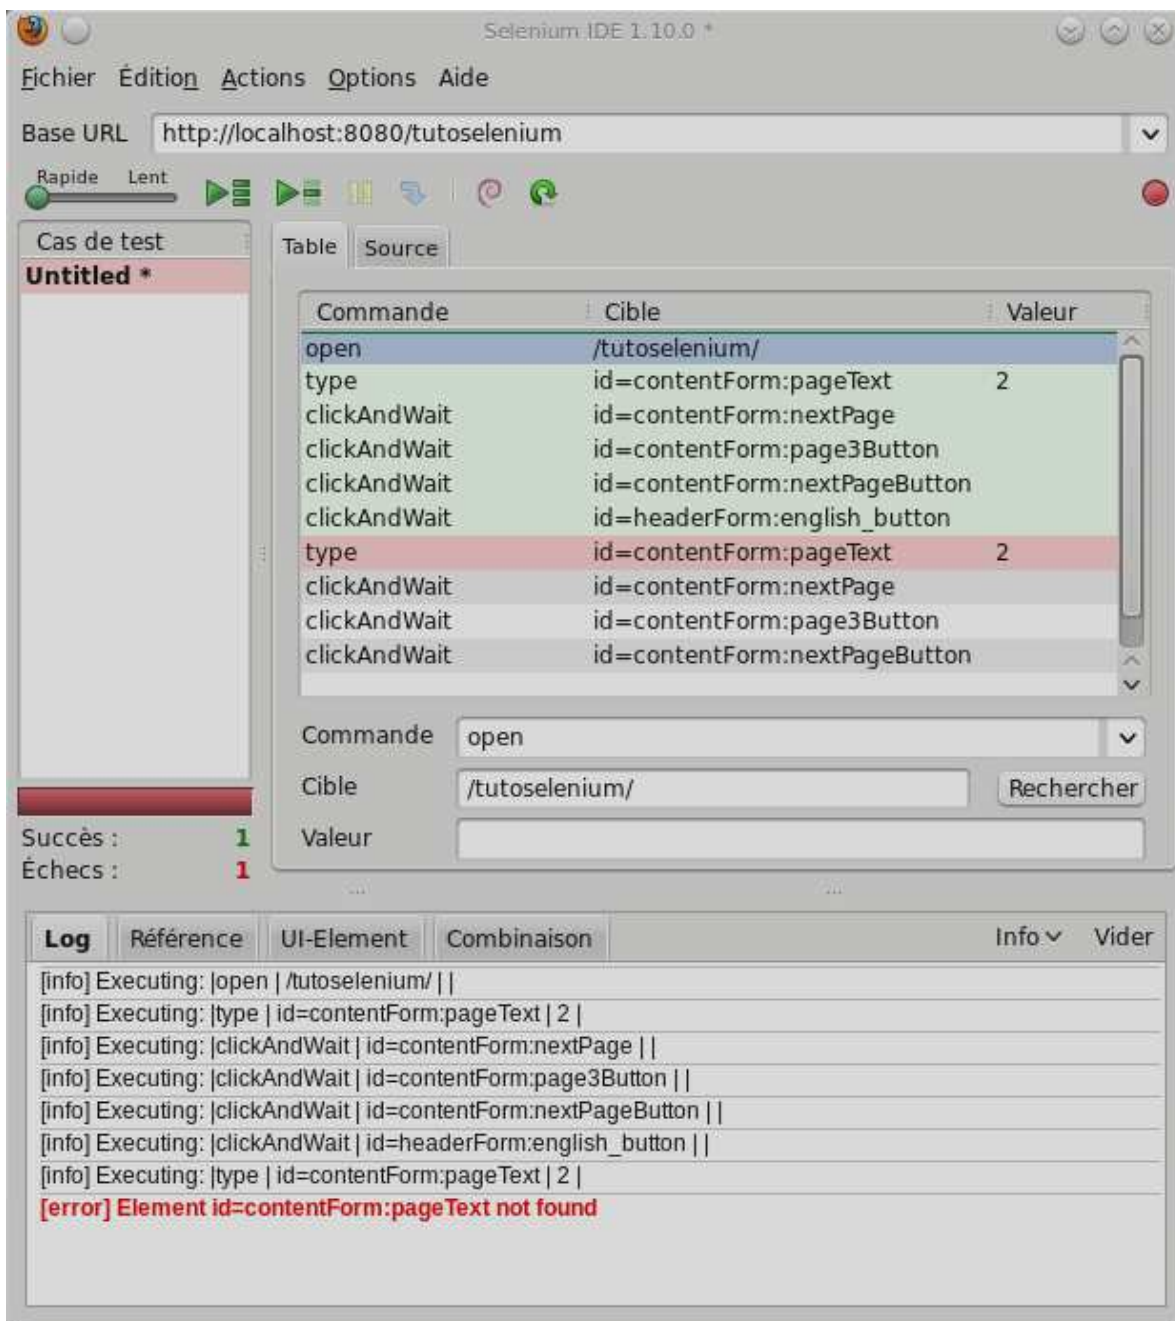 Selenium IDE 1.10.0 *
Fichier Édition Actions Options Aide
Base URL http://localhost:8080/tutoselenium
Rapide Lent
Cas de test
Untitled *
Table Source
Commande Cible Valeur
open /tutoselenium/
type id=contentForm:pageText 2
clickAndWait id=contentForm:nextPage
clickAndWait id=contentForm:page3Button
clickAndWait id=contentForm:nextPageButton
clickAndWait id=headerForm:english_button
type id=contentForm:pageText 2
clickAndWait id=contentForm:nextPage
clickAndWait id=contentForm:page3Button
clickAndWait id=contentForm:nextPageButton
Commande open
Cible /tutoselenium/ Rechercher
Valeur
Succès : 1
Échecs : 1
Log Référence UI-Element Combinaison Info Vider
[info] Executing: |open | /tutoselenium/ | |
[info] Executing: |type | id=contentForm:pageText | 2 |
[info] Executing: |clickAndWait | id=contentForm:nextPage | |
[info] Executing: |clickAndWait | id=contentForm:page3Button | |
[info] Executing: |clickAndWait | id=contentForm:nextPageButton | |
[info] Executing: |clickAndWait | id=headerForm:english_button | |
[info] Executing: |type | id=contentForm:pageText | 2 |
[error] Element id=contentForm:pageText not found